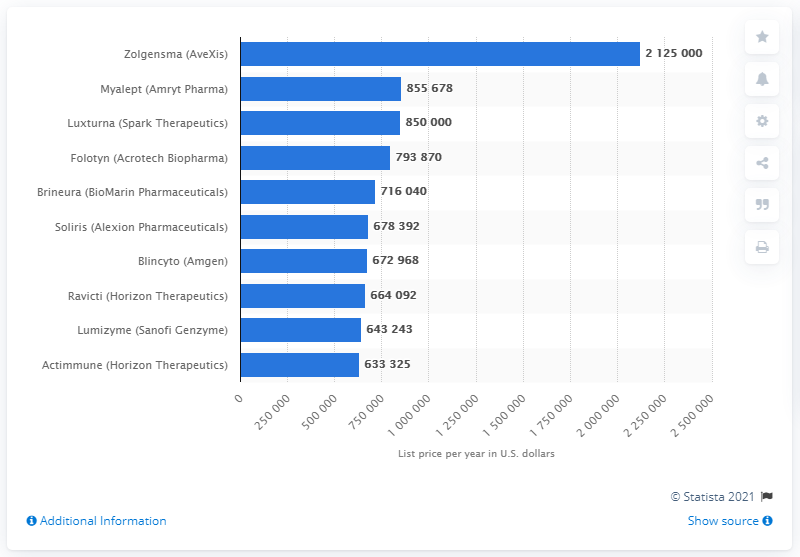 Zolgensma (AveXis) 2 125 000
Myalept (Amryt Pharma) 855 678
Luxturna (Spark Therapeutics) 850 000
Folotyn (Acrotech Biopharma) 793 870
Brineura (BioMarin Pharmaceuticals) 716 040
Soliris (Alexion Pharmaceuticals) 678 392
Blincyto (Amgen) 672 968
Ravicti (Horizon Therapeutics) 664 092
Lumizyme (Sanofi Genzyme) 643 243
Actimmune (Horizon Therapeutics) 633 325
0 250 000 500 000 750 000 1 000 000 1 250 000 1 500 000 1 750 000 2 000 000 2 250 000 2 500 000
List price per year in U.S. dollars
© Statista 2021
Additional Information Show source